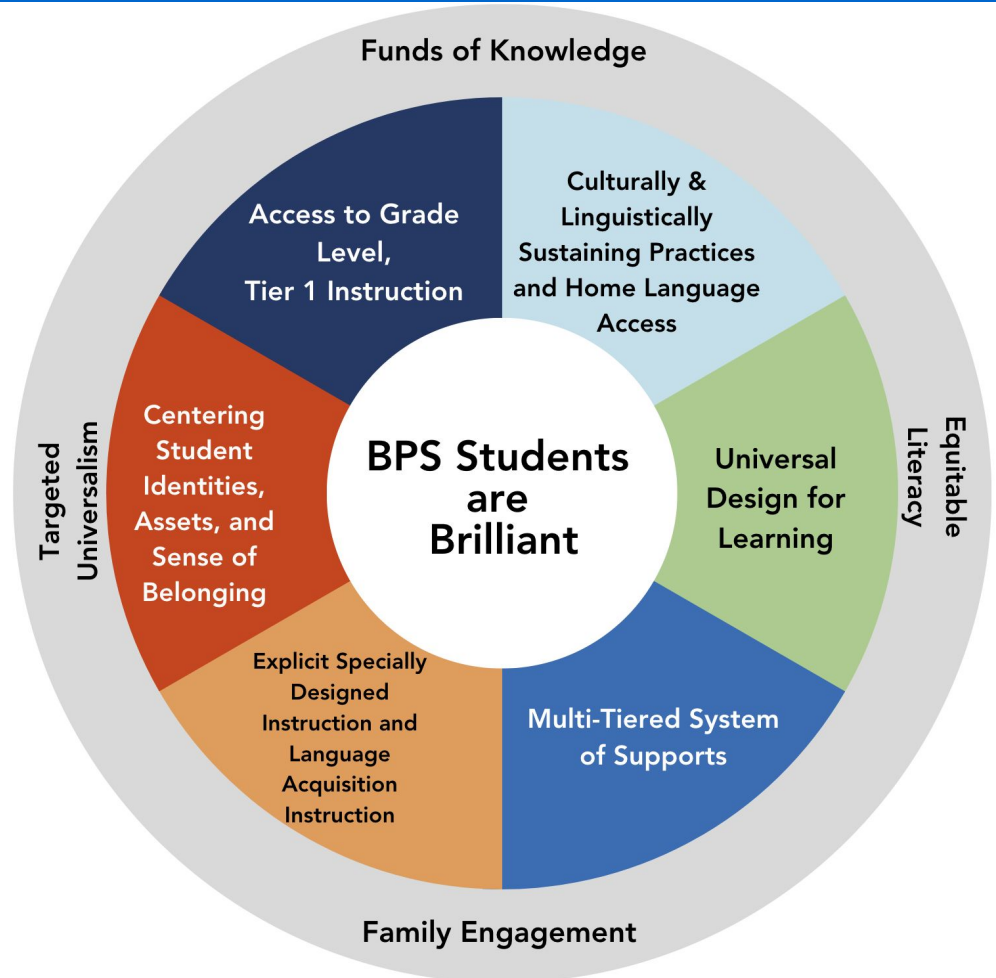 Funds of Knowledge
Access to Grade
Level,
Tier 1 Instruction
Culturally &
Linguistically
Sustaining Practices
and Home Language
Access
Centering
Student
Identities,
Assets, and
Sense of
Belonging
BPS Students
are
Brilliant
Universal
Design for
Learning
Targeted
Universalism
Equitable
Literacy
Explicit Specially
Designed
Instruction and
Language
Acquisition
Instruction
Multi-Tiered System
of Supports
Family Engagement